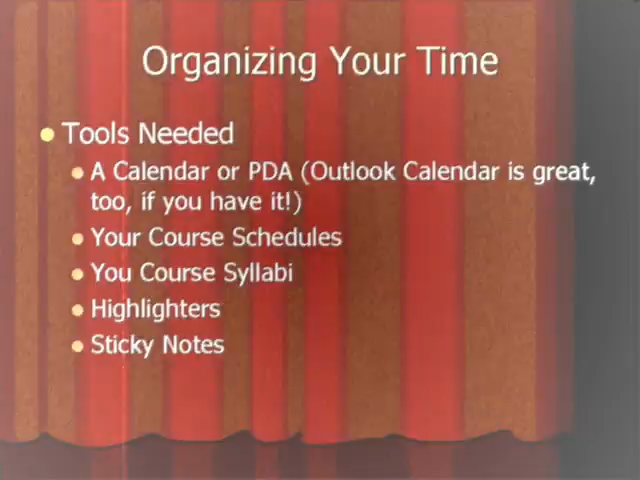 Organizing Your Time
Tools Needed
A Calendar or PDA (Outlook Calendar is great,
too, if you have it!)
Your Course Schedules
You Course Syllabi
Highlighters
Sticky Notes